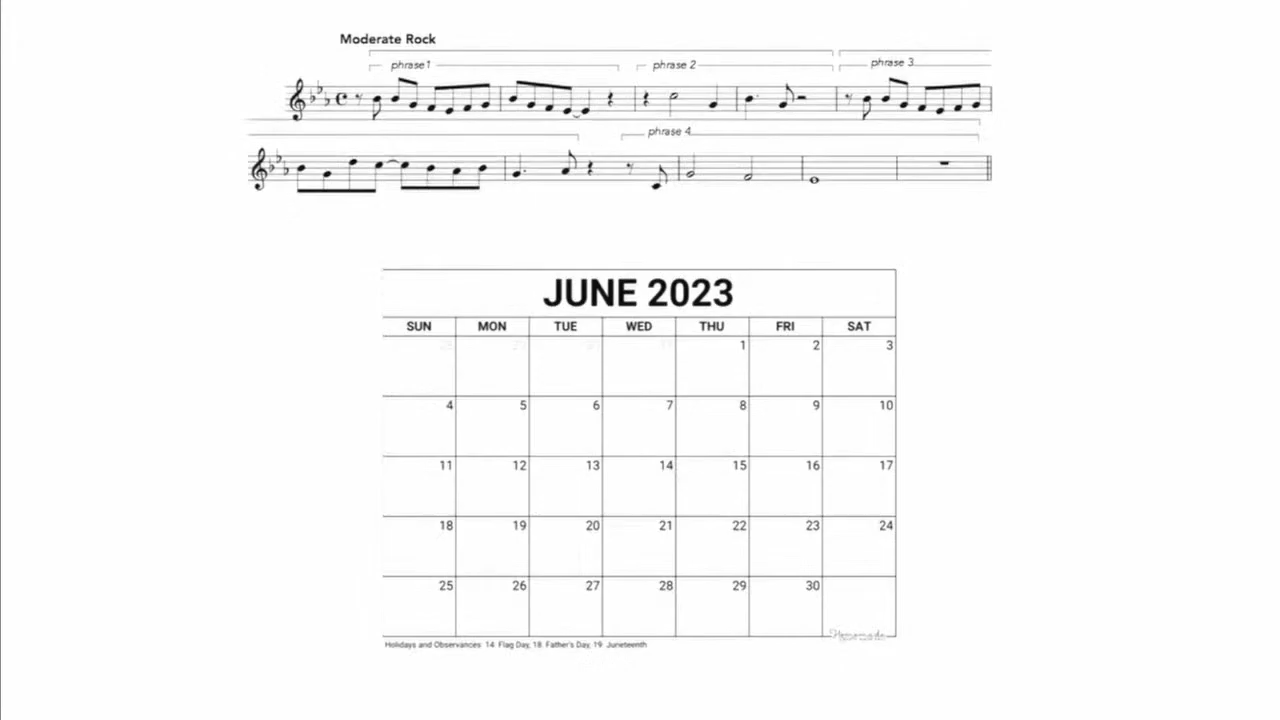 Moderate Rock
phrase 1
phrase 2
phrase 3
phrase 4
JUNE 2023
SUN MON TUE WED THU FRI SAT
1 2 3
4 5 6 7 8 9 10
11 12 13 14 15 16 17
18 19 20 21 22 23 24
25 26 27 28 29 30
Homemade
Holidays and Observances: 14 Flag Day, 18 Father's Day, 19 Juneteenth